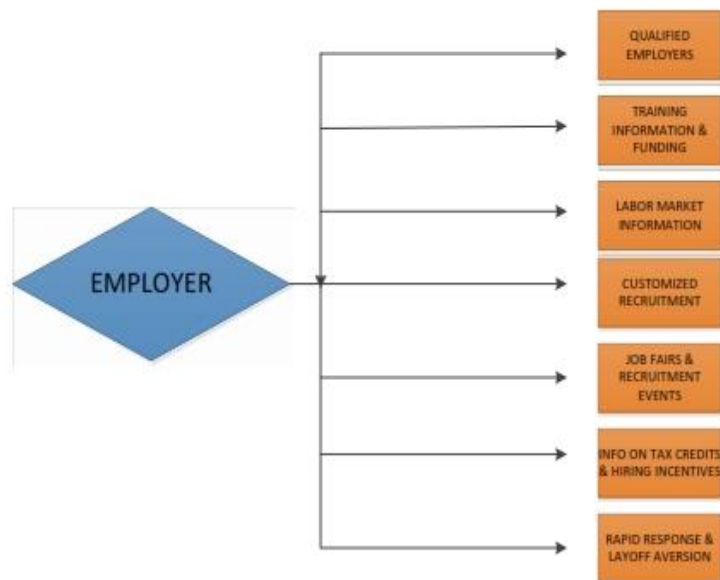 QUALIFIED
EMPLOYERS
TRAINING
INFORMATION &
FUNDING
LABOR MARKET
INFORMATION
EMPLOYER
CUSTOMIZED
RECRUITMENT
JOB FAIRS &
RECRUITMENT
EVENTS
INFO ON TAX CREDITS
& HIRING INCENTIVES
RAPID RESPONSE &
LAYOFF AVERSION